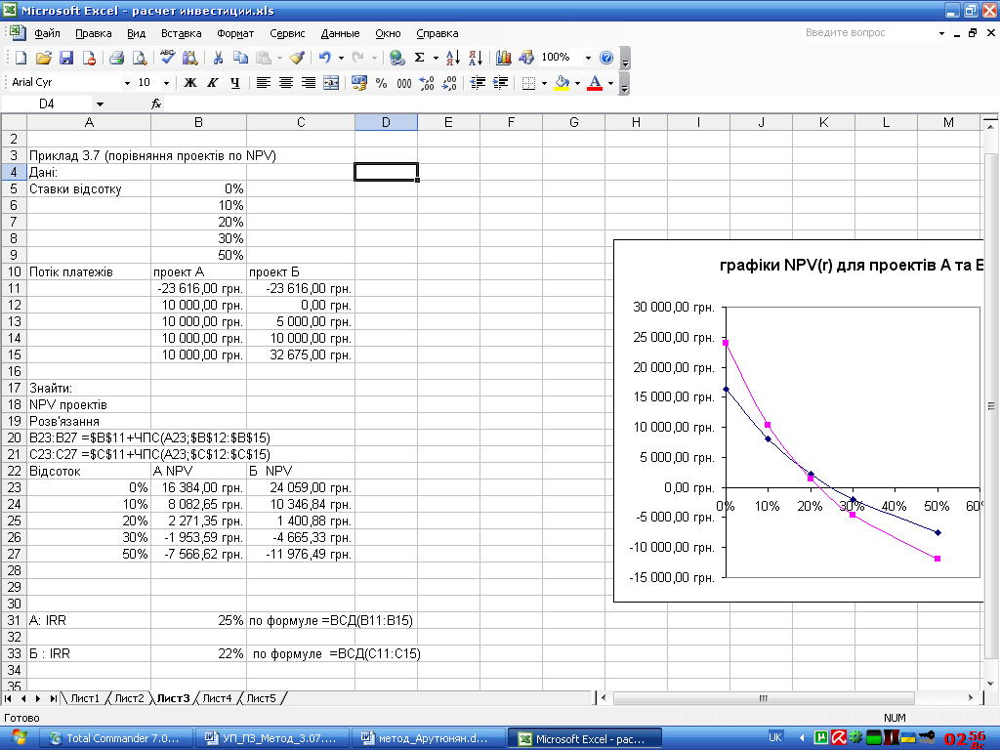 Microsoft Excel - расчет инвестиции.xls
Файл Правка Вид Вставка Формат Сервис Данные Окно Справка Введите вопрос
100%
Arial Cyr 10 Ж К Ч % 000
D4 fx
A B C D E F G H I J K L M
2
3 Приклад 3.7 (порівняння проектів по NPV)
4 Дані:
5 Ставки відсотку 0%
6 10%
7 20%
8 30%
9 50%
10 Потік платежів проект А проект Б
11 -23 616,00 грн. -23 616,00 грн.
12 10 000,00 грн. 0,00 грн.
13 10 000,00 грн. 5 000,00 грн.
14 10 000,00 грн. 10 000,00 грн.
15 10 000,00 грн. 32 675,00 грн.
16
17 Знайти:
18 NPV проектів
19 Розв'язання
20 B23:B27 =$B$11+ЧПС(A23;$B$12:$B$15)
21 C23:C27 =$C$11+ЧПС(A23;$C$12:$C$15)
22 Відсоток А NPV Б NPV
23 0% 16 384,00 грн. 24 059,00 грн.
24 10% 8 082,65 грн. 10 346,84 грн.
25 20% 2 271,35 грн. 1 400,88 грн.
26 30% -1 953,59 грн. -4 665,33 грн.
27 50% -7 566,62 грн. -11 976,49 грн.
28
29
30
31 А: IRR 25% по формуле =ВСД(B11:B15)
32
33 Б : IRR 22% по формуле =ВСД(C11:C15)
34
35
графіки NPV(r) для проектів А та
30 000,00 грн.
25 000,00 грн.
20 000,00 грн.
15 000,00 грн.
10 000,00 грн.
5 000,00 грн.
0,00 грн.
-5 000,00 грн.
-10 000,00 грн.
-15 000,00 грн.
0% 10% 20% 30% 40% 50% 60
Лист1 Лист2 Лист3 Лист4 Лист5
Готово NUM
Total Commander 7.0... УП_ПЗ_Метод_3.07.... метод_Арутюнян.d... Microsoft Excel - рас... UK 02 56